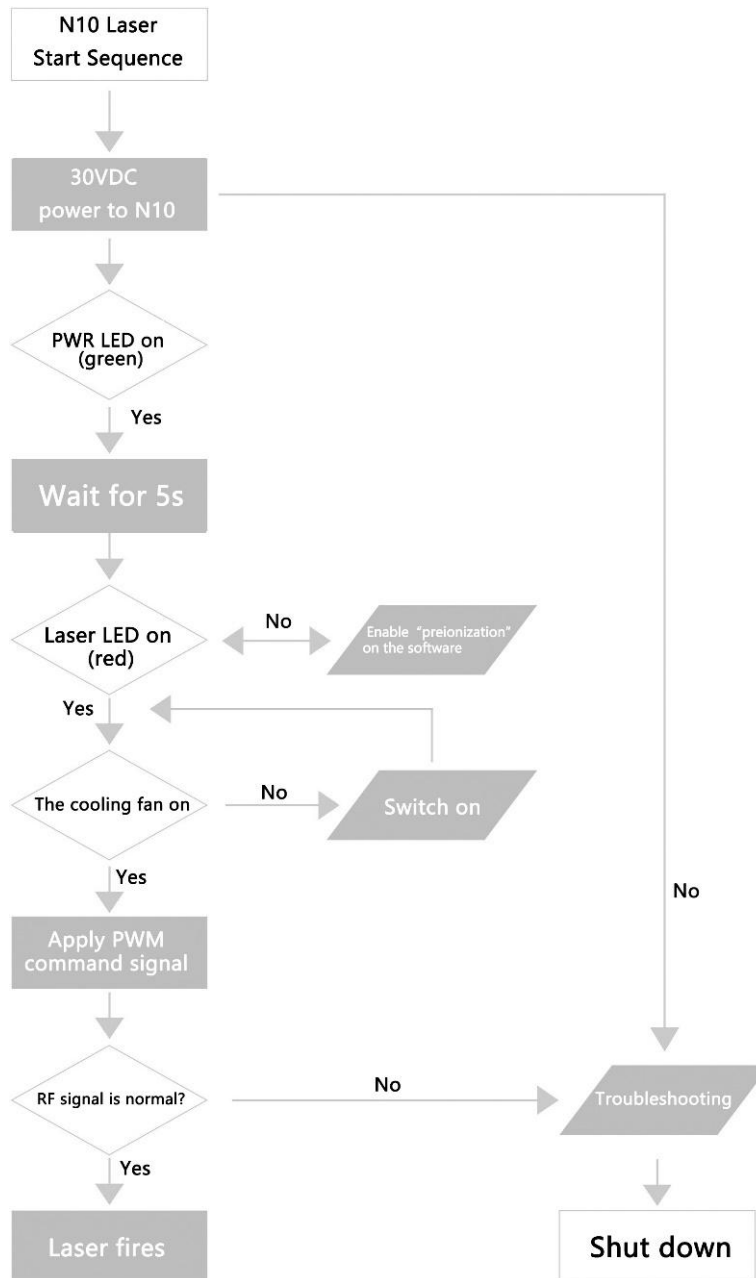 N10 Laser
Start Sequence
30VDC
power to N10
PWR LED on
(green)
Yes
Wait for 5s
Laser LED on
(red)
No
Enable “preionization”
on the software
Yes
The cooling fan on
No
Switch on
Yes
No
Apply PWM
command signal
RF signal is normal?
No
Troubleshooting
Yes
Laser fires
Shut down